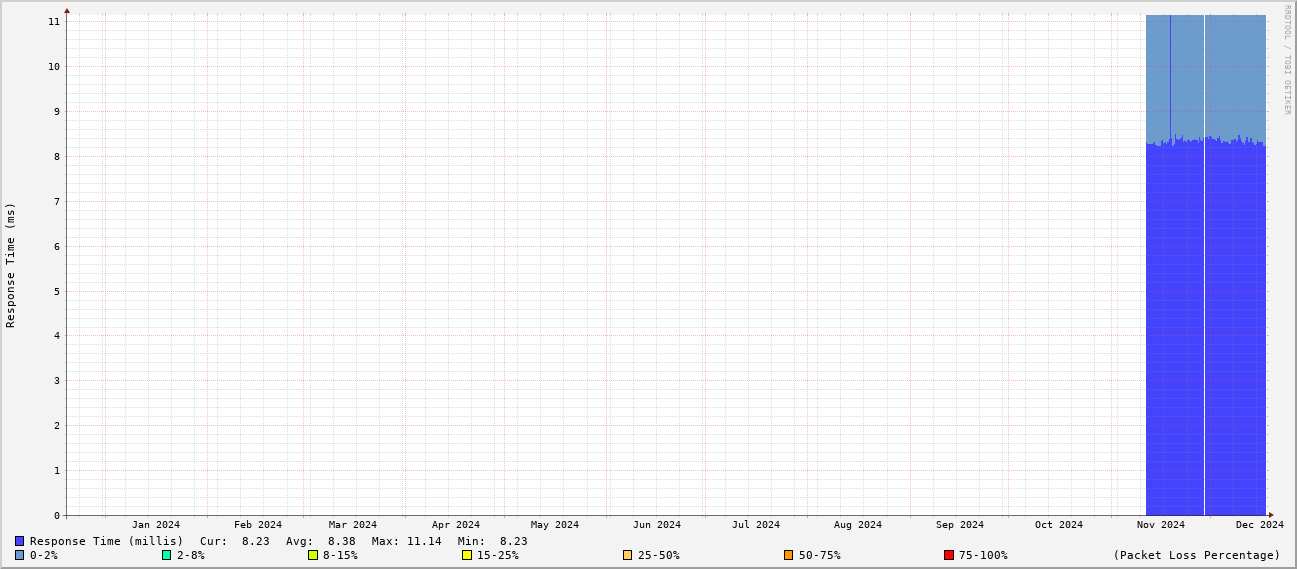 RRDTOOL / TOBI OETIKER
Response Time (ms)
11
10
9
8
7
6
5
4
3
2
1
0
Jan 2024 Feb 2024 Mar 2024 Apr 2024 May 2024 Jun 2024 Jul 2024 Aug 2024 Sep 2024 Oct 2024 Nov 2024 Dec 2024
Response Time (millis) Cur: 8.23 Avg: 8.38 Max: 11.14 Min: 8.23
0-2% 2-8% 8-15% 15-25% 25-50% 50-75% 75-100% (Packet Loss Percentage)